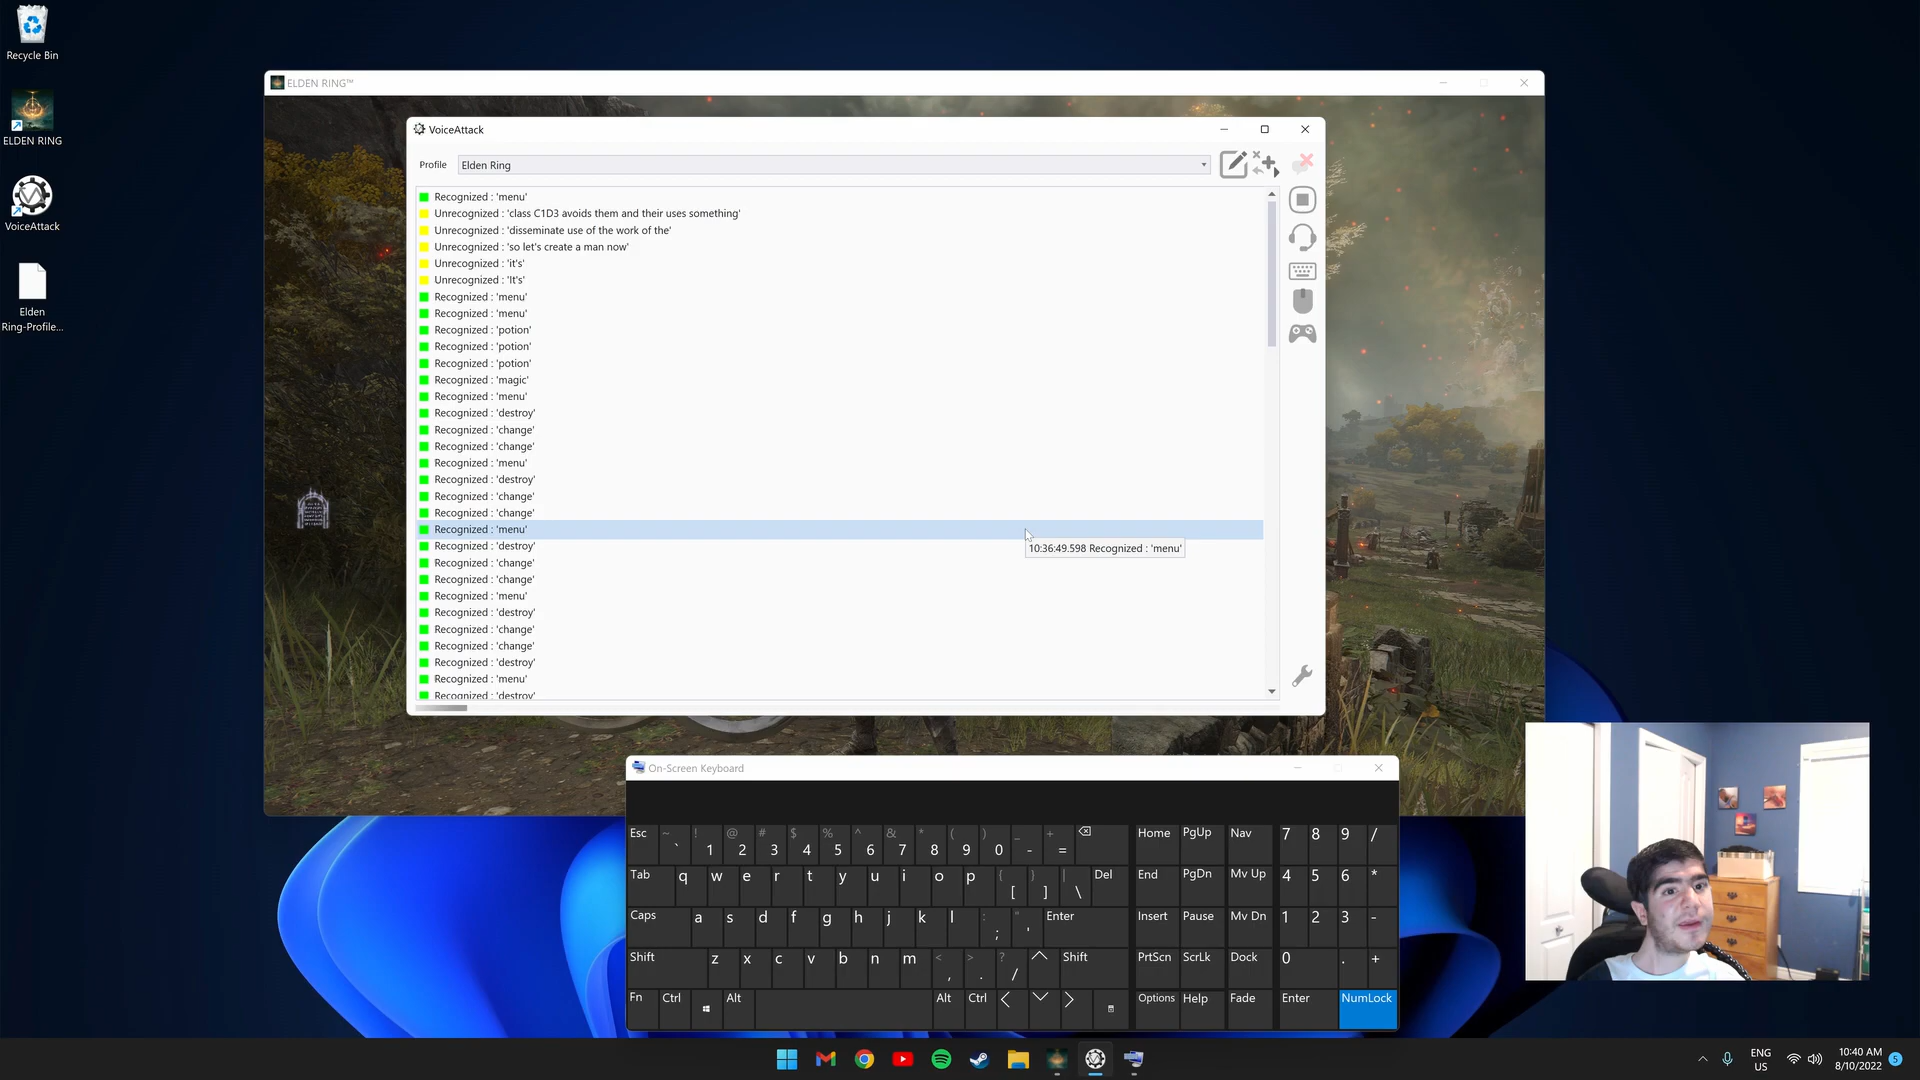 Recycle Bin
ELDEN RING
VoiceAttack
Elden
Ring-Profile...
ELDEN RING™
VoiceAttack
Profile
Elden Ring
Recognized : 'menu'
Unrecognized : 'class C1D3 avoids them and their uses something'
Unrecognized : 'disseminate use of the work of the'
Unrecognized : 'so let's create a man now'
Unrecognized : 'it's'
Unrecognized : 'It's'
Recognized : 'menu'
Recognized : 'menu'
Recognized : 'potion'
Recognized : 'potion'
Recognized : 'potion'
Recognized : 'magic'
Recognized : 'menu'
Recognized : 'destroy'
Recognized : 'change'
Recognized : 'change'
Recognized : 'menu'
Recognized : 'destroy'
Recognized : 'change'
Recognized : 'change'
Recognized : 'menu'
10:36:49.598 Recognized : 'menu'
Recognized : 'destroy'
Recognized : 'change'
Recognized : 'change'
Recognized : 'menu'
Recognized : 'destroy'
Recognized : 'change'
Recognized : 'change'
Recognized : 'destroy'
Recognized : 'menu'
Recognized : 'destroy'
On-Screen Keyboard
Esc ~ ` ! 1 @ 2 # 3 $ 4 % 5 ^ 6 & 7 * 8 ( 9 ) 0 _ - + = Home PgUp Nav 7 8 9 /
Tab q w e r t y u i o p { [ } ] | \ Del End PgDn Mv Up 4 5 6 *
Caps a s d f g h j k l : ; " ' Enter Insert Pause Mv Dn 1 2 3 -
Shift z x c v b n m < , > . ? / Shift PrtScn ScrLk Dock 0 . +
Fn Ctrl Alt Alt Ctrl Options Help Fade Enter NumLock
ENG
US
10:40 AM
8/10/2022
5